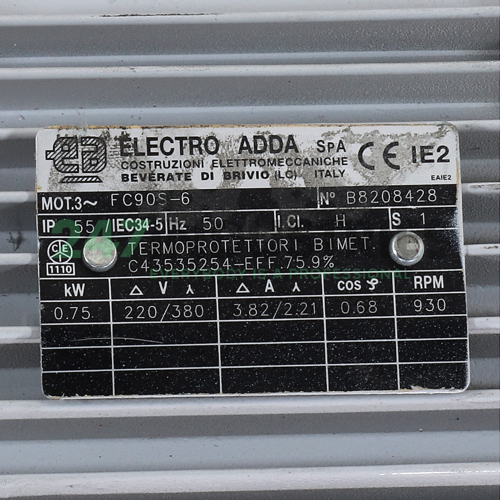 ELECTRO ADDA SpA
COSTRUZIONI ELETTROMECCANICHE
BEVERATE DI BRIVIO (LC) ITALY
CE IE2
EAIE2
MOT.3~ FC90S-6 Nº B8208428
IP 55 IEC34-5 Hz 50 I.Cl. H S 1
1110
TERMOPROTETTORI BIMET.
C43535254-EFF.75.9%
kW Δ V ⅄ Δ A ⅄ COS φ RPM
0.75 220/380 3.82/2.21 0.68 930